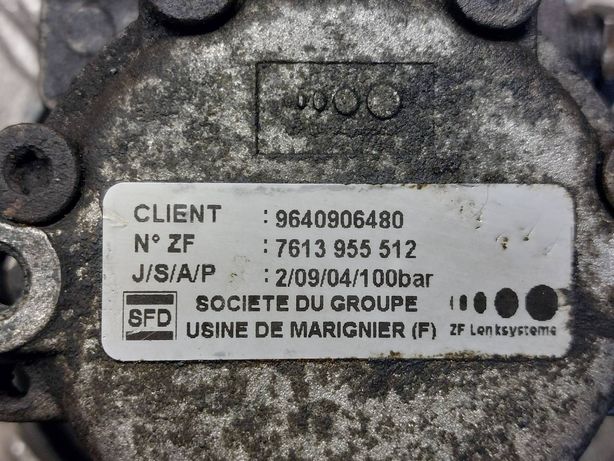 CLIENT : 9640906480
N° ZF : 7613 955 512
J/S/A/P : 2/09/04/100bar
SFD SOCIETE DU GROUPE
USINE DE MARIGNIER (F) ZF Lenksysteme